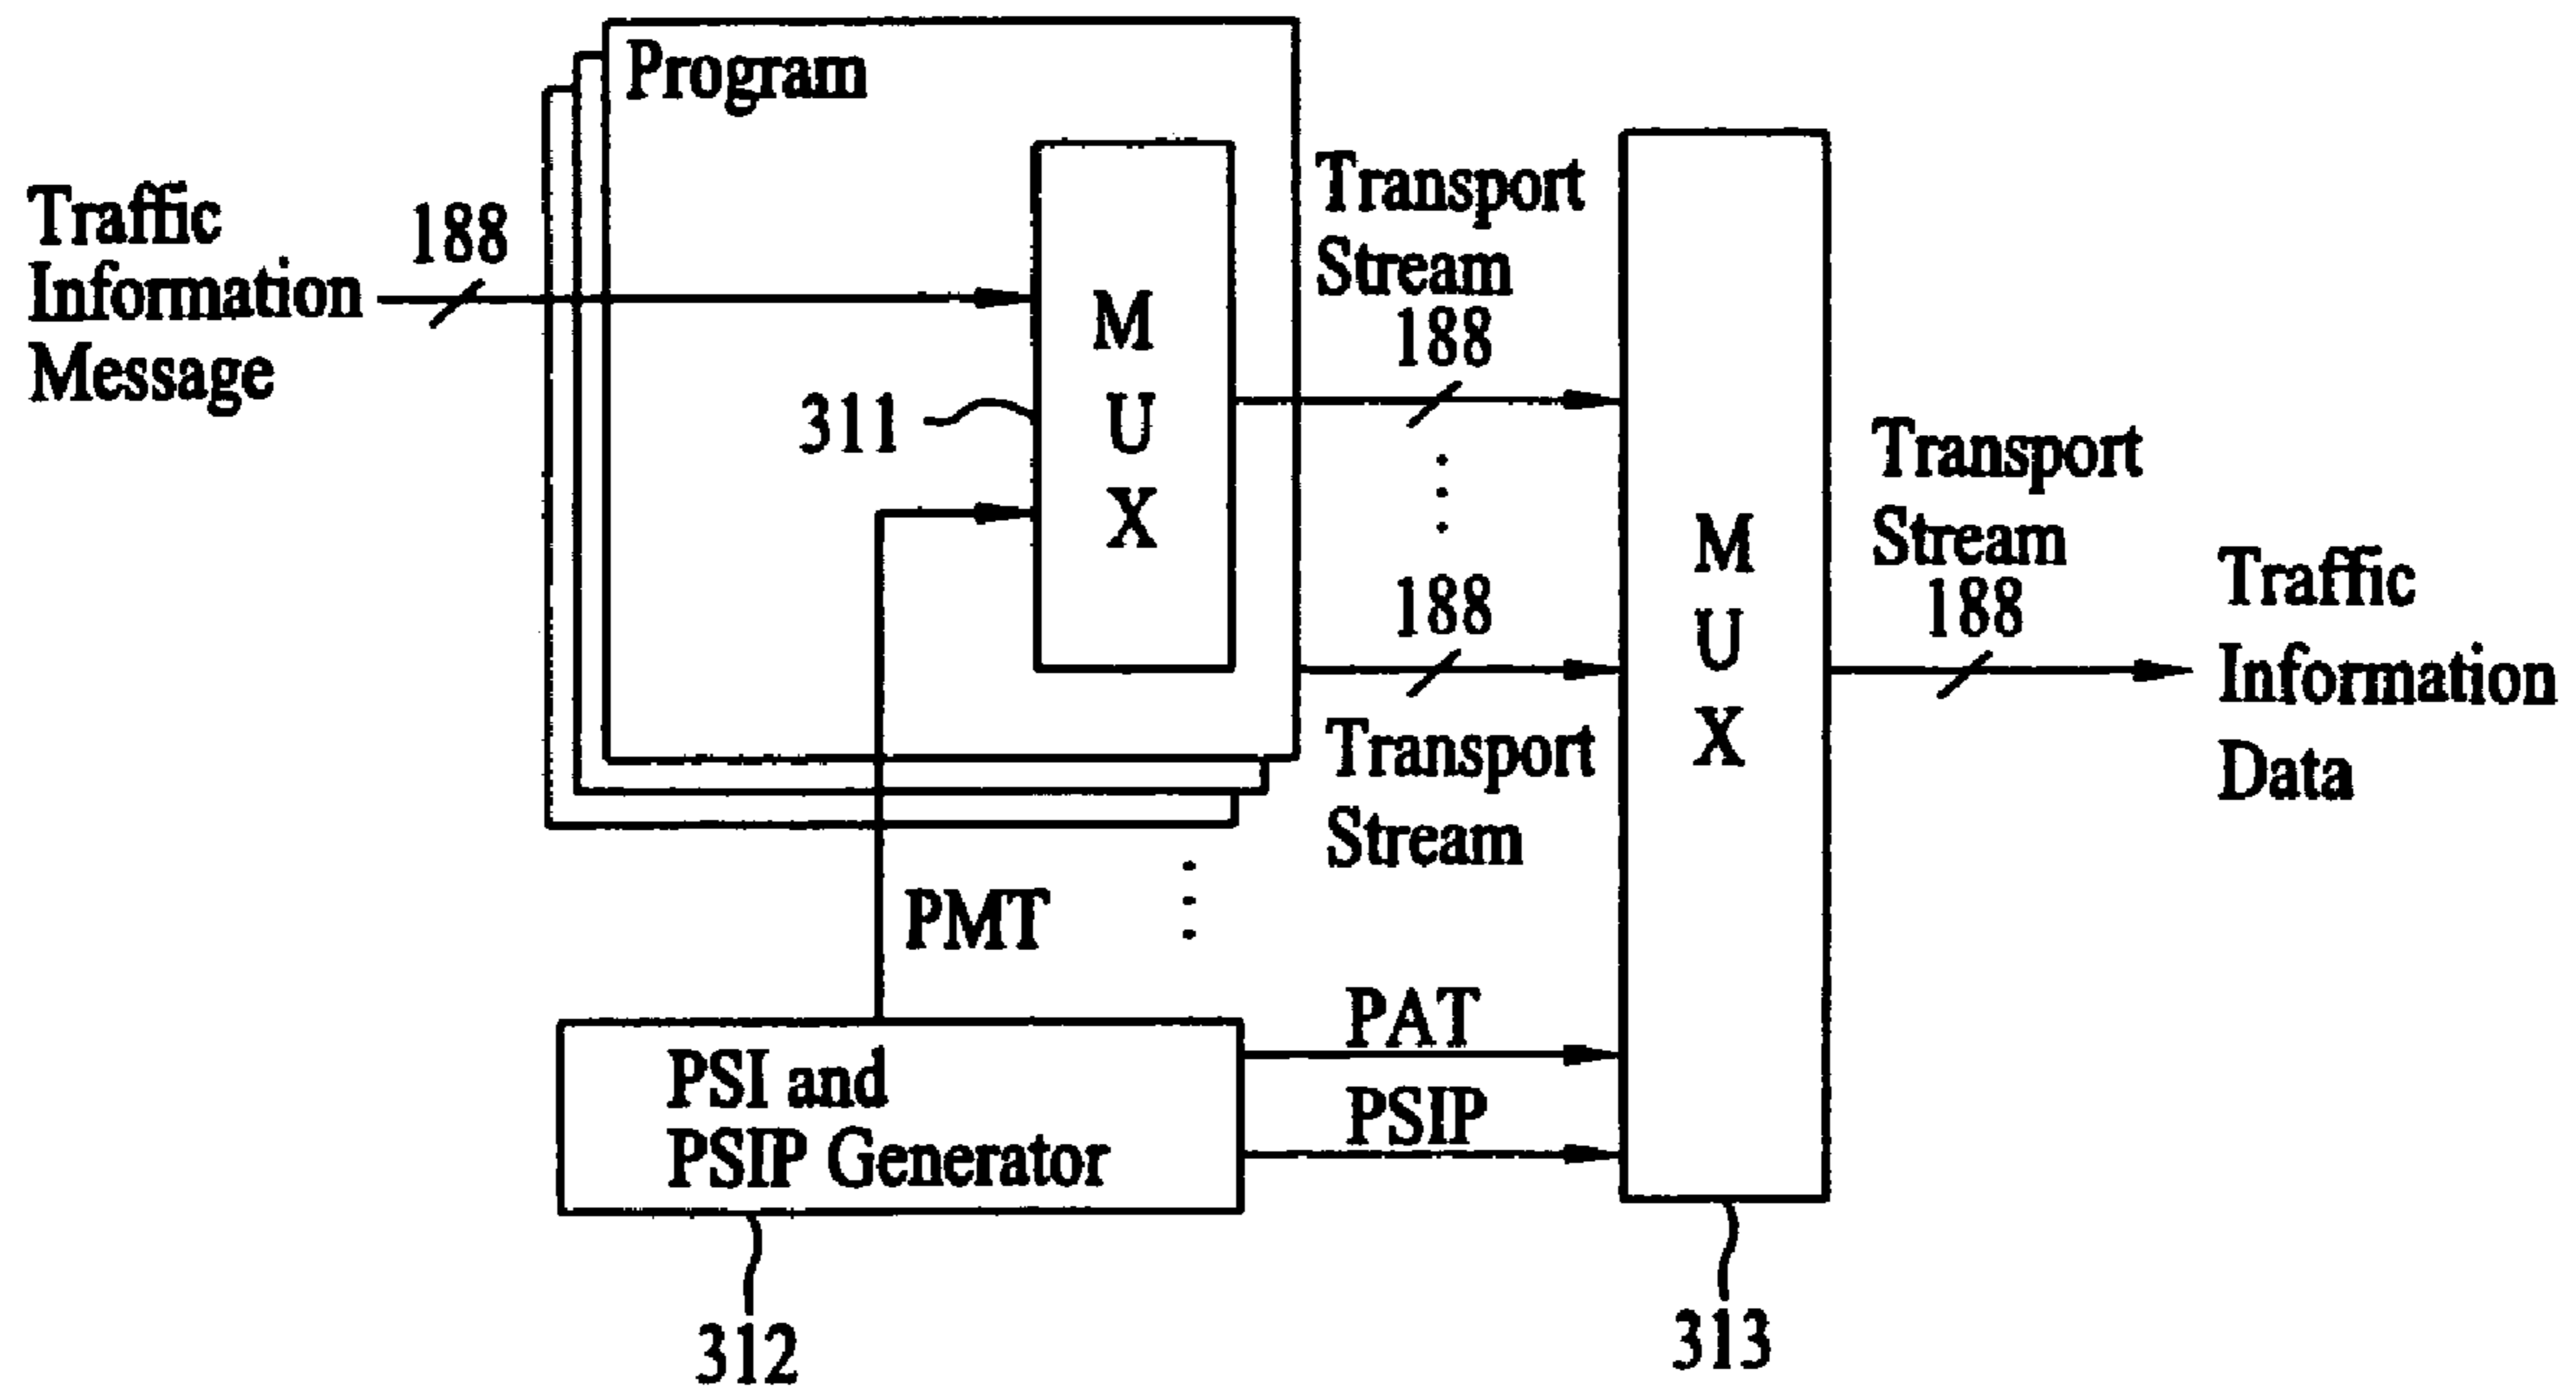 Program
Traffic
Information
Message
188
M
U
X
311
Transport
Stream
188
188
Transport
Stream
PMT
PSI and
PSIP Generator
312
PAT
PSIP
M
U
X
313
Transport
Stream
188
Traffic
Information
Data